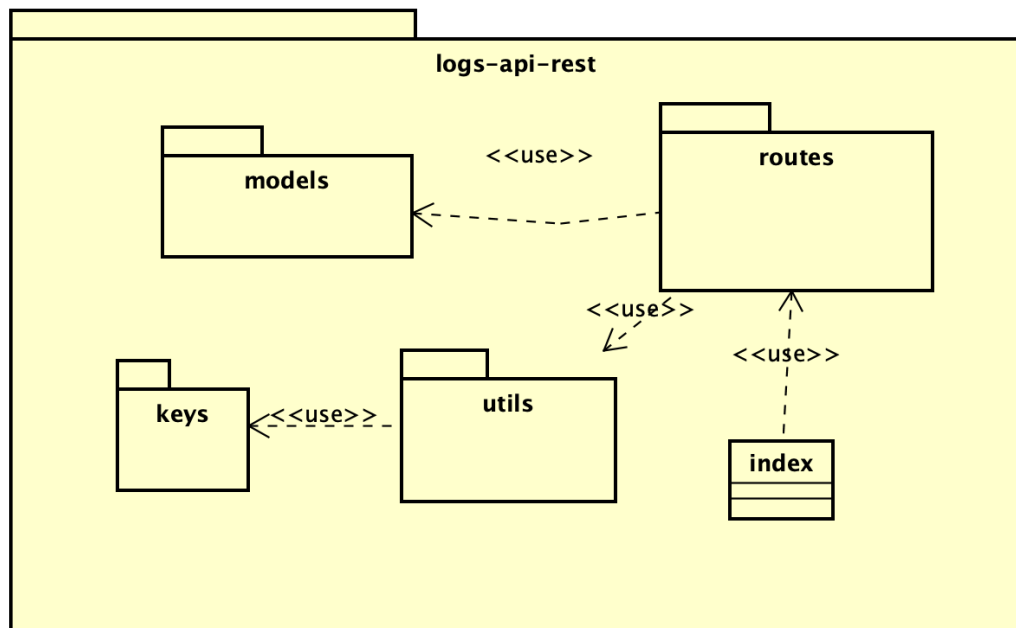 logs-api-rest
<<use>>
routes
models
<<use>>
<<use>>
keys
<<use>>
utils
index